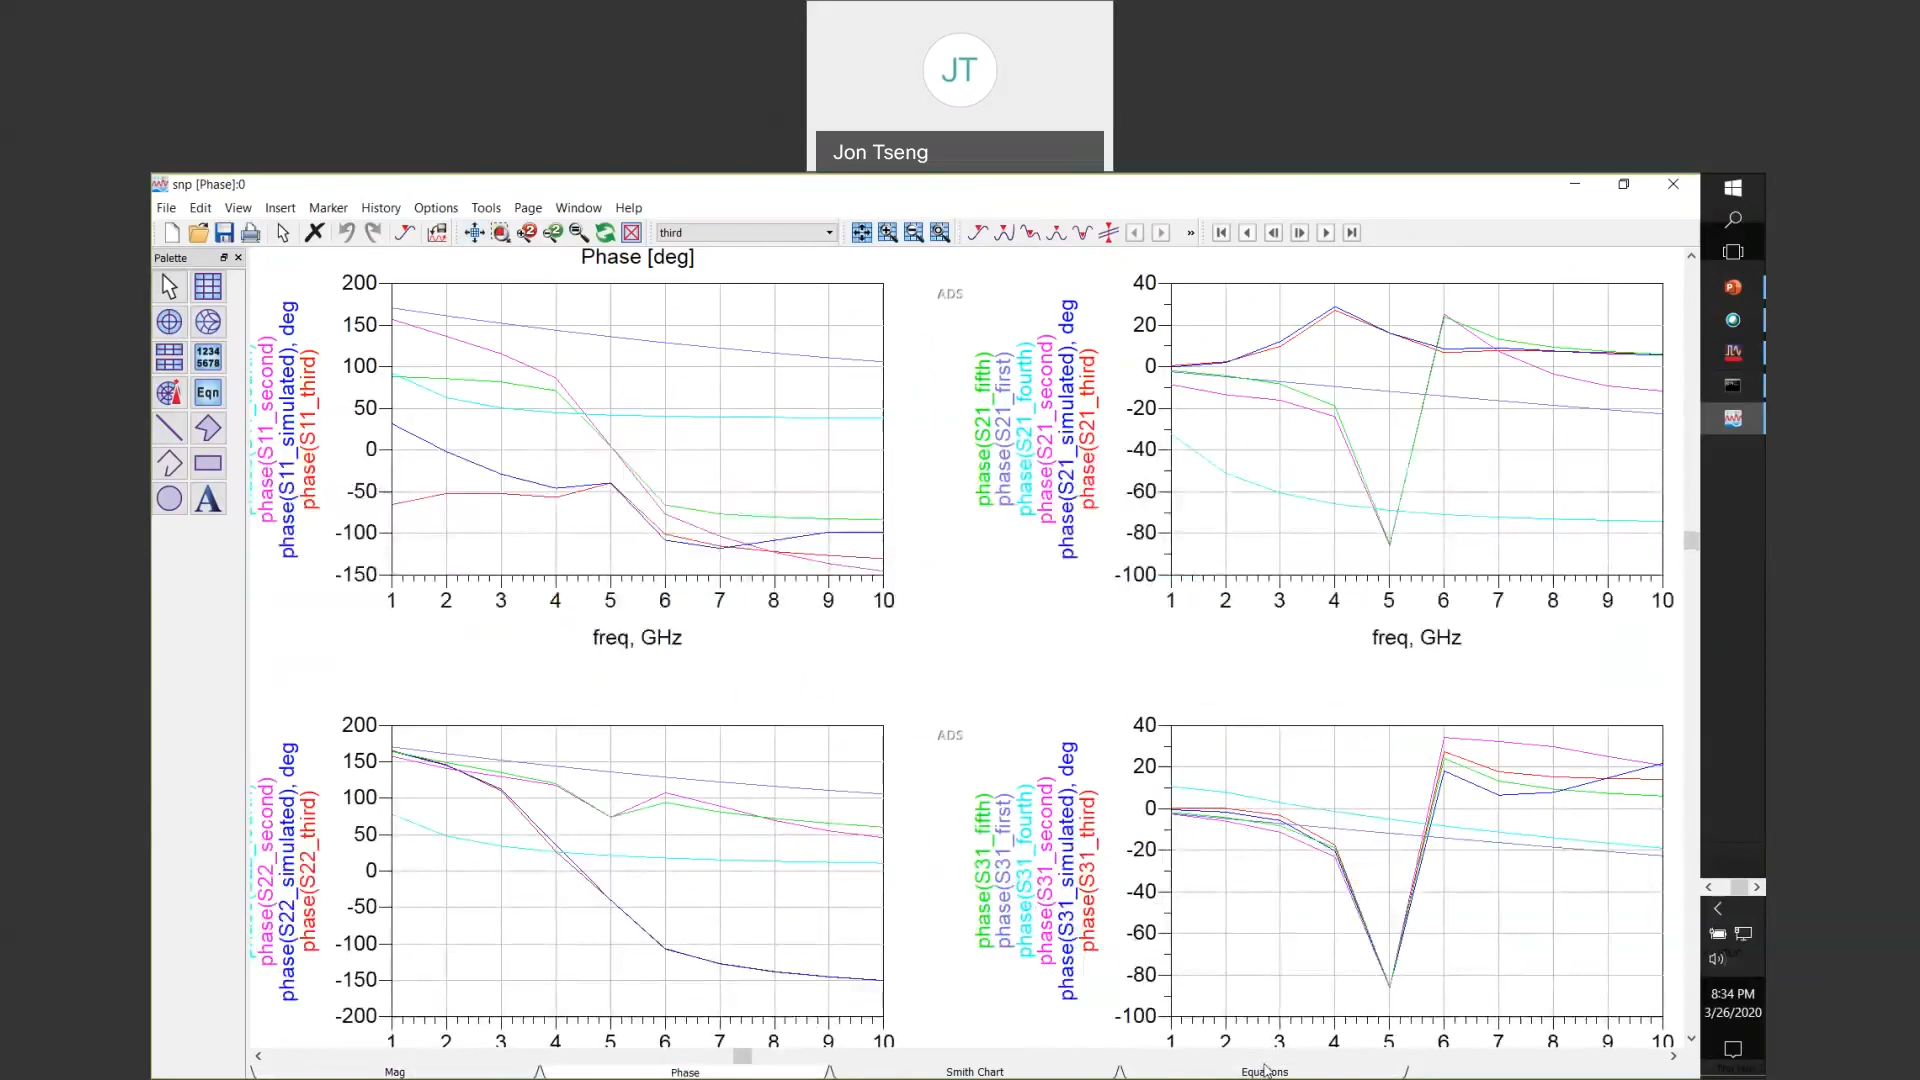 JT
Jon Tseng
snp [Phase]:0
File Edit View Insert Marker History Options Tools Page Window Help
third
»
Palette
1234
5678
Eqn
A
Phase [deg]
ADS
200
150
100
50
0
-50
-100
-150
1 2 3 4 5 6 7 8 9 10
freq, GHz
phase(S11_second)
phase(S11_simulated), deg
phase(S11_third)
40
20
0
-20
-40
-60
-80
-100
1 2 3 4 5 6 7 8 9 10
freq, GHz
phase(S21_fifth)
phase(S21_first)
phase(S21_fourth)
phase(S21_second)
phase(S21_simulated), deg
phase(S21_third)
ADS
200
150
100
50
0
-50
-100
-150
-200
1 2 3 4 5 6 7 8 9 10
phase(S22_second)
phase(S22_simulated), deg
phase(S22_third)
40
20
0
-20
-40
-60
-80
-100
1 2 3 4 5 6 7 8 9 10
phase(S31_fifth)
phase(S31_first)
phase(S31_fourth)
phase(S31_second)
phase(S31_simulated), deg
phase(S31_third)
Mag
Phase
Smith Chart
Equations
8:34 PM
3/26/2020